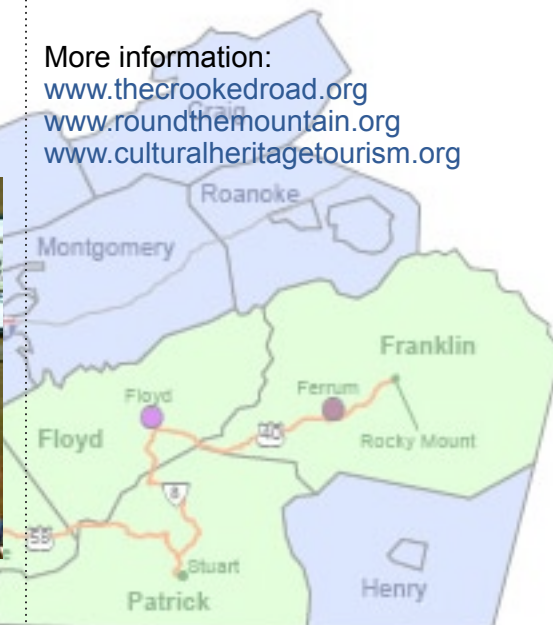 More information:
www.thecrookedroad.org
www.roundthemountain.org
www.culturalheritagetourism.org
Craig
Roanoke
Montgomery
Franklin
Floyd
Ferrum
Floyd
40
Rocky Mount
8
58
Stuart
Patrick
Henry